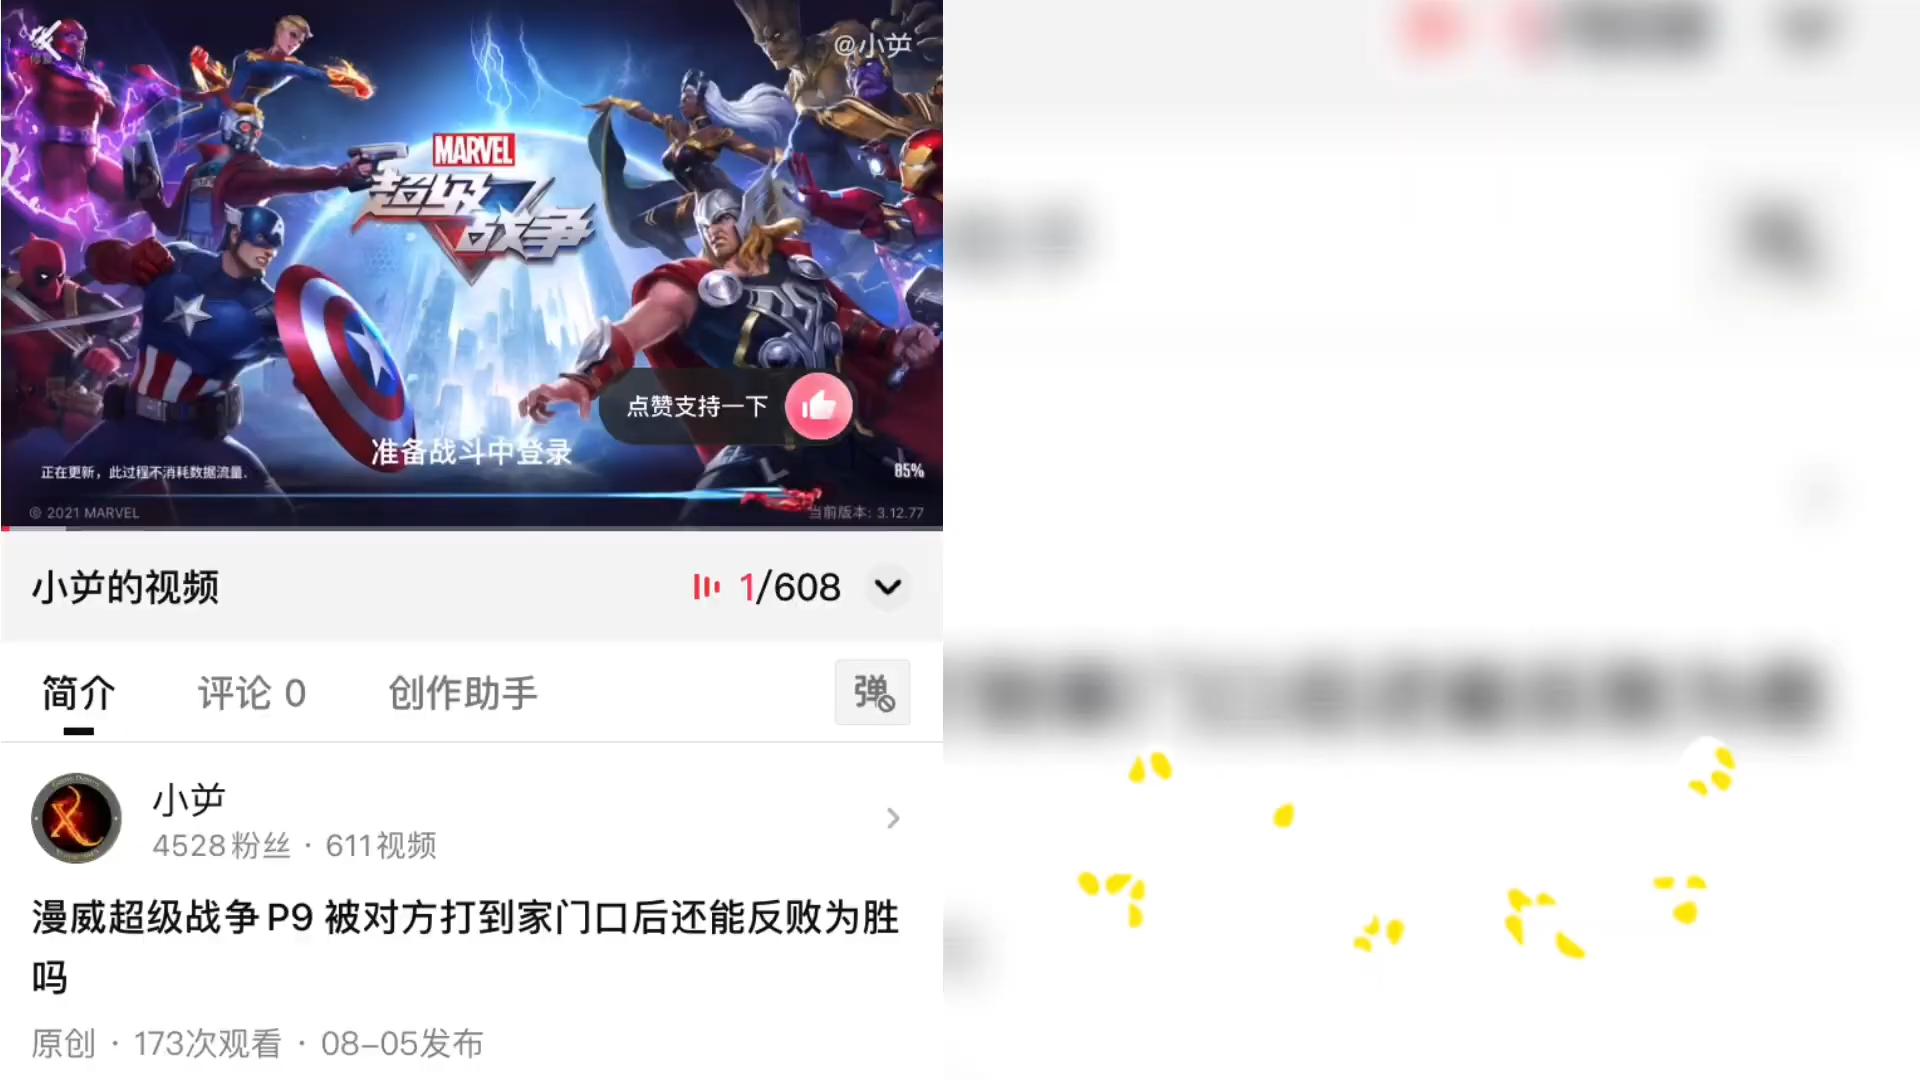 @小屰
MARVEL
超级
战争
点赞支持一下
准备战斗中登录
正在更新，此过程不消耗数据流量.
85%
© 2021 MARVEL
当前版本: 3.12.77
小屰的视频
1/608
简介
评论 0
创作助手
弹
小屰
4528粉丝 · 611视频
漫威超级战争P9 被对方打到家门口后还能反败为胜
吗
原创 · 173次观看 · 08-05发布